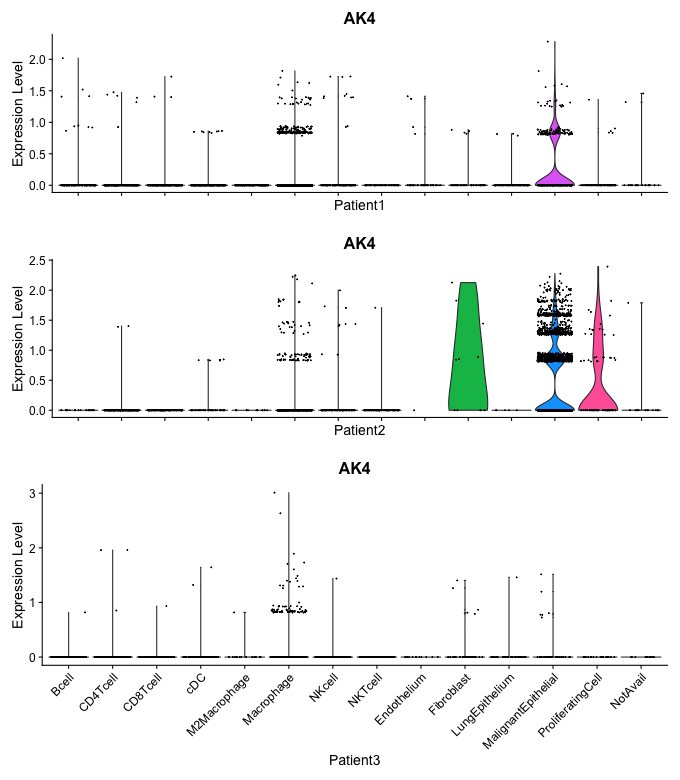 AK4
Expression Level
2.0
1.5
1.0
0.5
0.0
Patient1
AK4
Expression Level
2.5
2.0
1.5
1.0
0.5
0.0
Patient2
AK4
Expression Level
3
2
1
0
Bcell
CD4Tcell
CD8Tcell
cDC
M2Macrophage
Macrophage
NKcell
NKTcell
Endothelium
Fibroblast
LungEpithelium
MalignantEpithelial
ProliferatingCell
NotAvail
Patient3